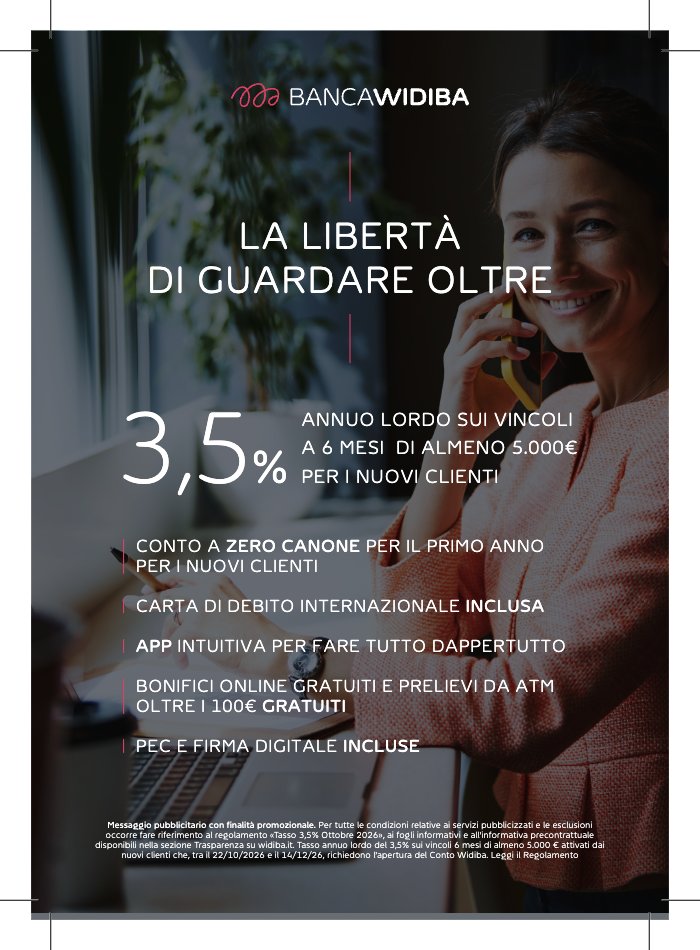 BANCAWIDIBA
LA LIBERTÀ
DI GUARDARE OLTRE
3,5%
ANNUO LORDO SUI VINCOLI
A 6 MESI DI ALMENO 5.000€
PER I NUOVI CLIENTI
CONTO A ZERO CANONE PER IL PRIMO ANNO
PER I NUOVI CLIENTI
CARTA DI DEBITO INTERNAZIONALE INCLUSA
APP INTUITIVA PER FARE TUTTO DAPPERTUTTO
BONIFICI ONLINE GRATUITI E PRELIEVI DA ATM
OLTRE I 100€ GRATUITI
PEC E FIRMA DIGITALE INCLUSE
Messaggio pubblicitario con finalità promozionale. Per tutte le condizioni relative ai servizi pubblicizzati e le esclusioni
occorre fare riferimento al regolamento «Tasso 3,5% Ottobre 2026», ai fogli informativi e all'informativa precontrattuale
disponibili nella sezione Trasparenza su widiba.it. Tasso annuo lordo del 3,5% sui vincoli 6 mesi di almeno 5.000 € attivati dai
nuovi clienti che, tra il 22/10/2026 e il 14/12/26, richiedono l'apertura del Conto Widiba. Leggi il Regolamento